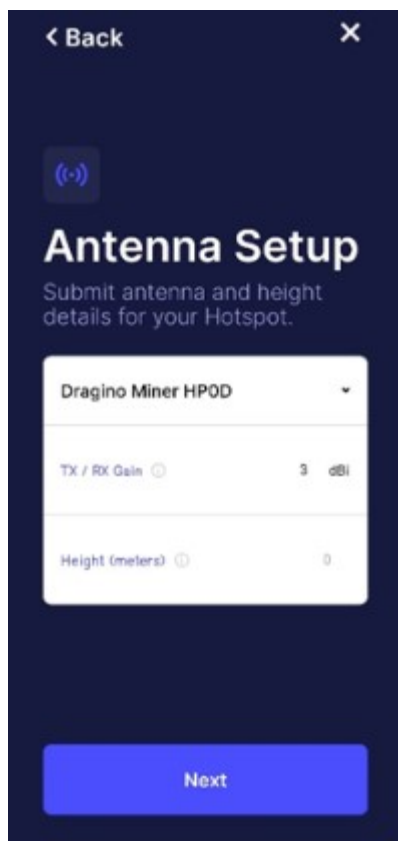 < Back ×
Antenna Setup
Submit antenna and height
details for your Hotspot.
Dragino Miner HP0D
TX / RX Gain 3 dBi
Height (meters) 0
Next